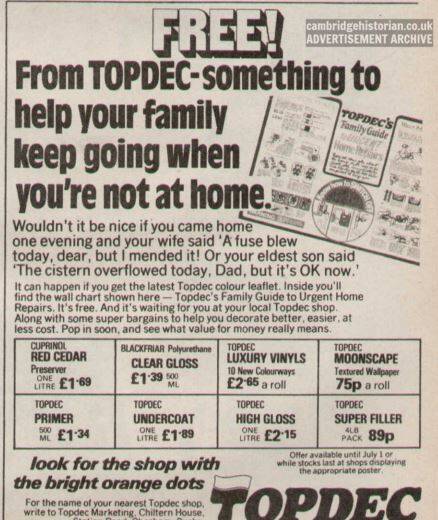 FREE!
cambridgehistorian.co.uk
ADVERTISEMENT ARCHIVE
From TOPDEC-something to
help your family
keep going when
you're not at home.
TOPDEC'S
Family Guide
to URGENT
Home Repairs
Wouldn't it be nice if you came home
one evening and your wife said 'A fuse blew
today, dear, but I mended it! Or your eldest son said
'The cistern overflowed today, Dad, but it's OK now.'
It can happen if you get the latest Topdec colour leaflet. Inside you'll
find the wall chart shown here — Topdec's Family Guide to Urgent Home
Repairs. It's free. And it's waiting for you at your local Topdec shop.
Along with some super bargains to help you decorate better, easier, at
less cost. Pop in soon, and see what value for money really means.
CUPRINOL
RED CEDAR
Preserver
ONE LITRE £1·69
BLACKFRIAR Polyurethane
CLEAR GLOSS
£1·39 500 ML
TOPDEC
LUXURY VINYLS
10 New Colourways
£2·65 a roll
TOPDEC
MOONSCAPE
Textured Wallpaper
75p a roll
TOPDEC
PRIMER
500 ML £1·34
TOPDEC
UNDERCOAT
ONE LITRE £1·89
TOPDEC
HIGH GLOSS
ONE LITRE £2·15
TOPDEC
SUPER FILLER
4LB PACK 89p
look for the shop with
the bright orange dots
Offer available until July 1 or
while stocks last at shops displaying
the appropriate poster.
For the name of your nearest Topdec shop,
write to Topdec Marketing, Chiltern House,
TOPDEC